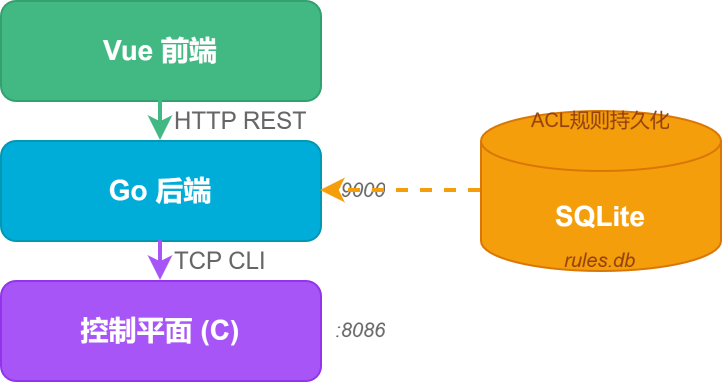 Vue 前端
HTTP REST
ACL规则持久化
Go 后端
:9000
SQLite
TCP CLI
rules.db
控制平面 (C)
:8086